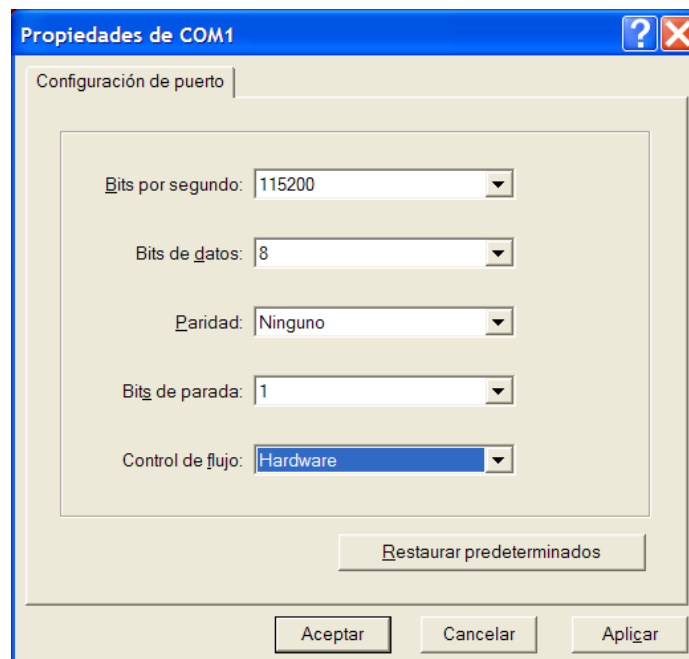 Propiedades de COM1
Configuración de puerto
Bits por segundo: 115200
Bits de datos: 8
Paridad: Ninguno
Bits de parada: 1
Control de flujo: Hardware
Restaurar predeterminados
Aceptar Cancelar Aplicar